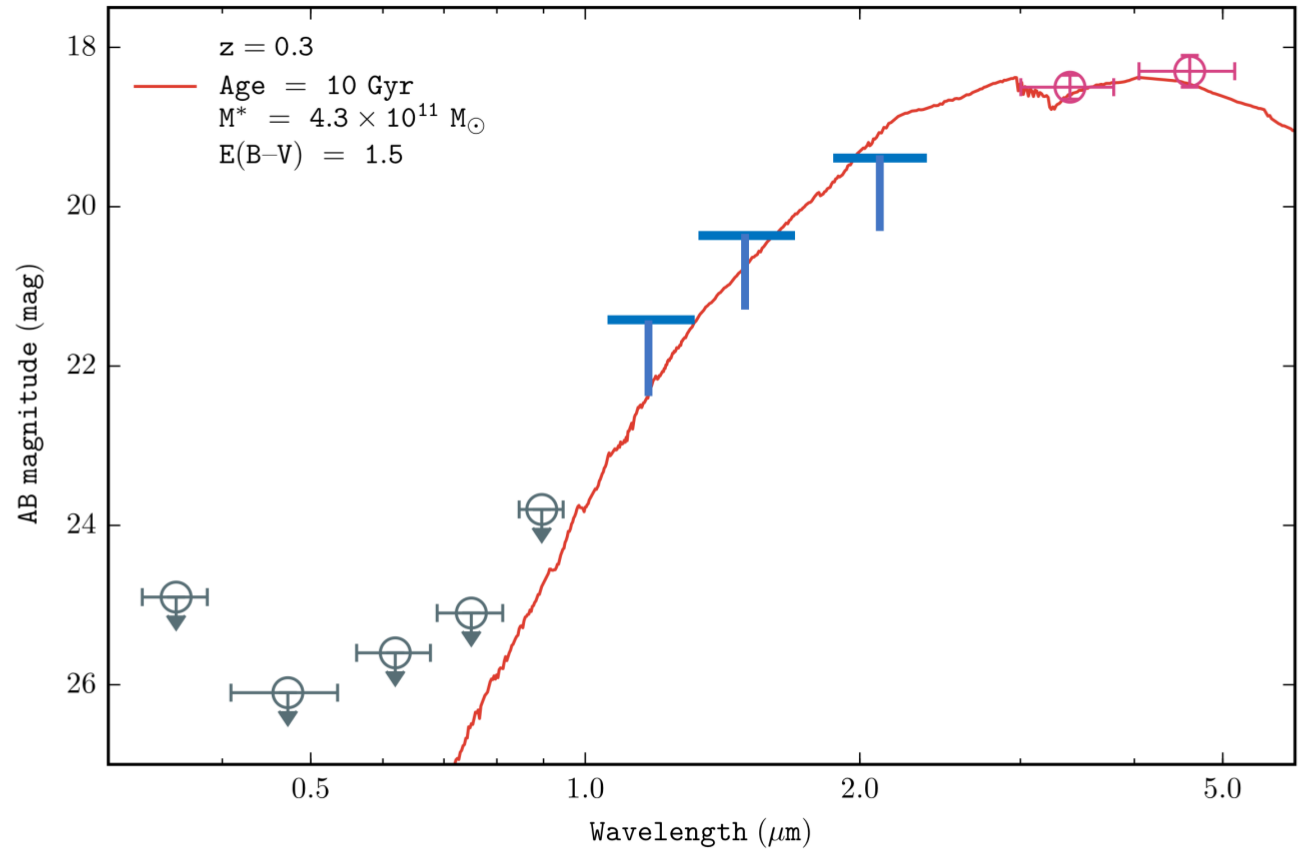 z = 0.3
Age = 10 Gyr
M* = 4.3 × 10¹¹ M☉
E(B–V) = 1.5
AB magnitude (mag)
18
20
22
24
26
0.5 1.0 2.0 5.0
Wavelength (μm)